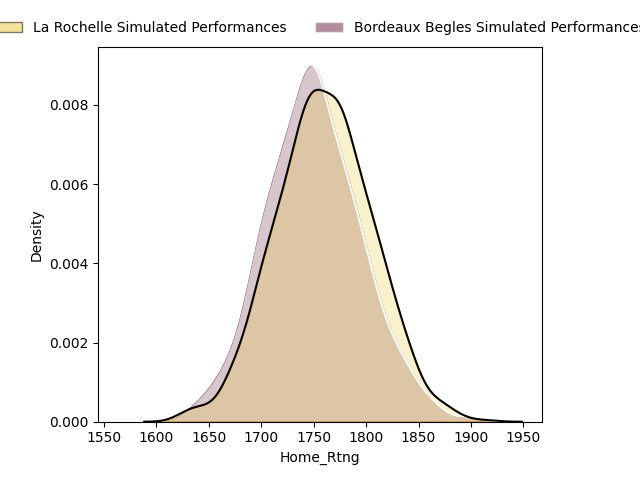 La Rochelle Simulated Performances
Bordeaux Begles Simulated Performances
0.008
0.006
0.004
0.002
0.000
Density
1550 1600 1650 1700 1750 1800 1850 1900 1950
Home_Rtng